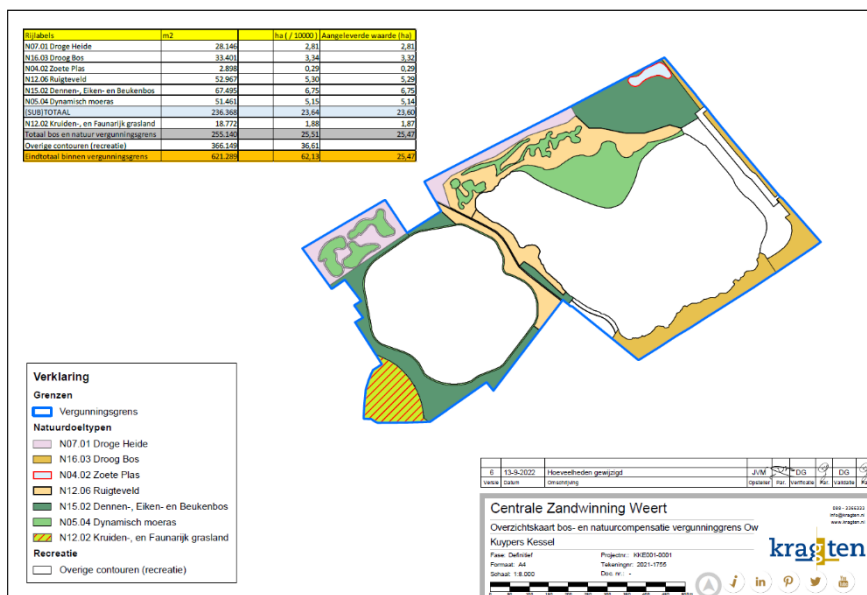 Rijlabels m2 ha ( / 10000 ) Aangeleverde waarde (ha)
N07.01 Droge Heide 28.146 2,81 2,81
N16.03 Droog Bos 33.401 3,34 3,32
N04.02 Zoete Plas 2.898 0,29 0,29
N12.06 Ruigteveld 52.967 5,30 5,29
N15.02 Dennen-, Eiken- en Beukenbos 67.495 6,75 6,75
N05.04 Dynamisch moeras 51.461 5,15 5,14
(SUB)TOTAAL 236.368 23,64 23,60
N12.02 Kruiden-, en Faunarijk grasland 18.772 1,88 1,87
Totaal bos en natuur vergunningsgrens 255.140 25,51 25,47
Overige contouren (recreatie) 366.149 36,61
Eindtotaal binnen vergunningsgrens 621.289 62,13 25,47
Verklaring
Grenzen
Vergunningsgrens
Natuurdoeltypen
N07.01 Droge Heide
N16.03 Droog Bos
N04.02 Zoete Plas
N12.06 Ruigteveld
N15.02 Dennen-, Eiken- en Beukenbos
N05.04 Dynamisch moeras
N12.02 Kruiden-, en Faunarijk grasland
Recreatie
Overige contouren (recreatie)
6 13-9-2022 Hoeveelheden gewijzigd JVM DG DG
Versie Datum Omschrijving Opsteller Par. Verificatie Par. Validatie
Centrale Zandwinning Weert
Overzichtskaart bos- en natuurcompensatie vergunninggrens Ow
Kuypers Kessel
Fase: Definitief Projectnr.: KKE001-0001
Formaat: A4 Tekeningnr.: 2021-1755
Schaal: 1:8.000 Doc. nr.: -
088 - 3366333
info@kragten.nl
www.kragten.nl
kragten